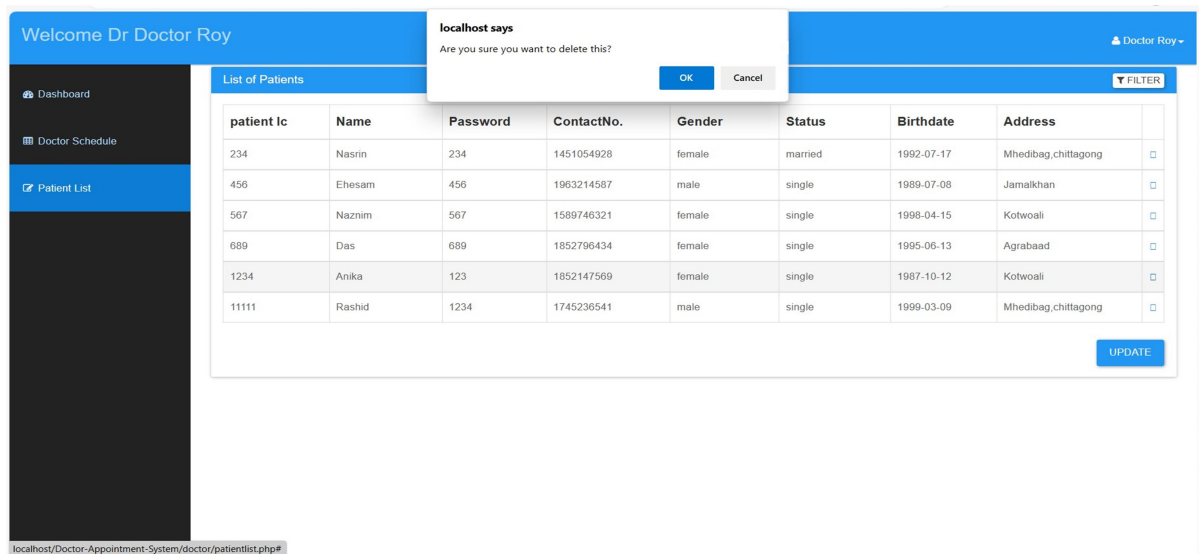 localhost says
Are you sure you want to delete this?
OK Cancel
Welcome Dr Doctor Roy
Doctor Roy
Dashboard
Doctor Schedule
Patient List
List of Patients
FILTER
patient Ic Name Password ContactNo. Gender Status Birthdate Address
234 Nasrin 234 1451054928 female married 1992-07-17 Mhedibag,chittagong
456 Ehesam 456 1963214587 male single 1989-07-08 Jamalkhan
567 Naznim 567 1589746321 female single 1998-04-15 Kotwoali
689 Das 689 1852796434 female single 1995-06-13 Agrabaad
1234 Anika 123 1852147569 female single 1987-10-12 Kotwoali
11111 Rashid 1234 1745236541 male single 1999-03-09 Mhedibag,chittagong
UPDATE
localhost/Doctor-Appointment-System/doctor/patientlist.php#